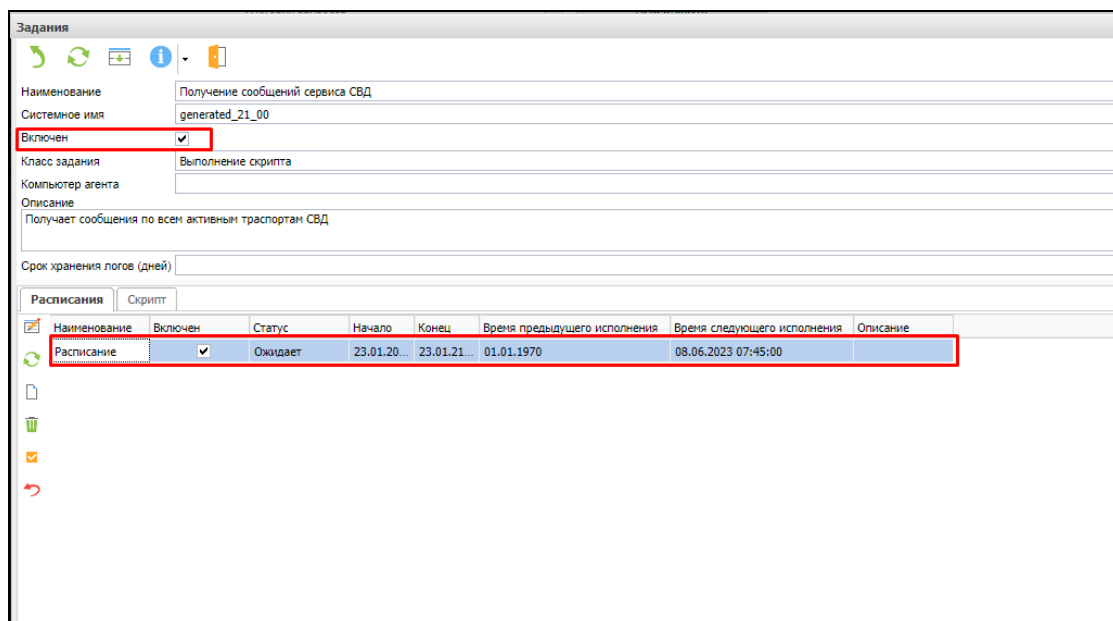 Задания
Наименование Получение сообщений сервиса СВД
Системное имя generated_21_00
Включен
Класс задания Выполнение скрипта
Компьютер агента
Описание
Получает сообщения по всем активным траспортам СВД
Срок хранения логов (дней)
Расписания Скрипт
Наименование Включен Статус Начало Конец Время предыдущего исполнения Время следующего исполнения Описание
Расписание Ожидает 23.01.20... 23.01.21... 01.01.1970 08.06.2023 07:45:00